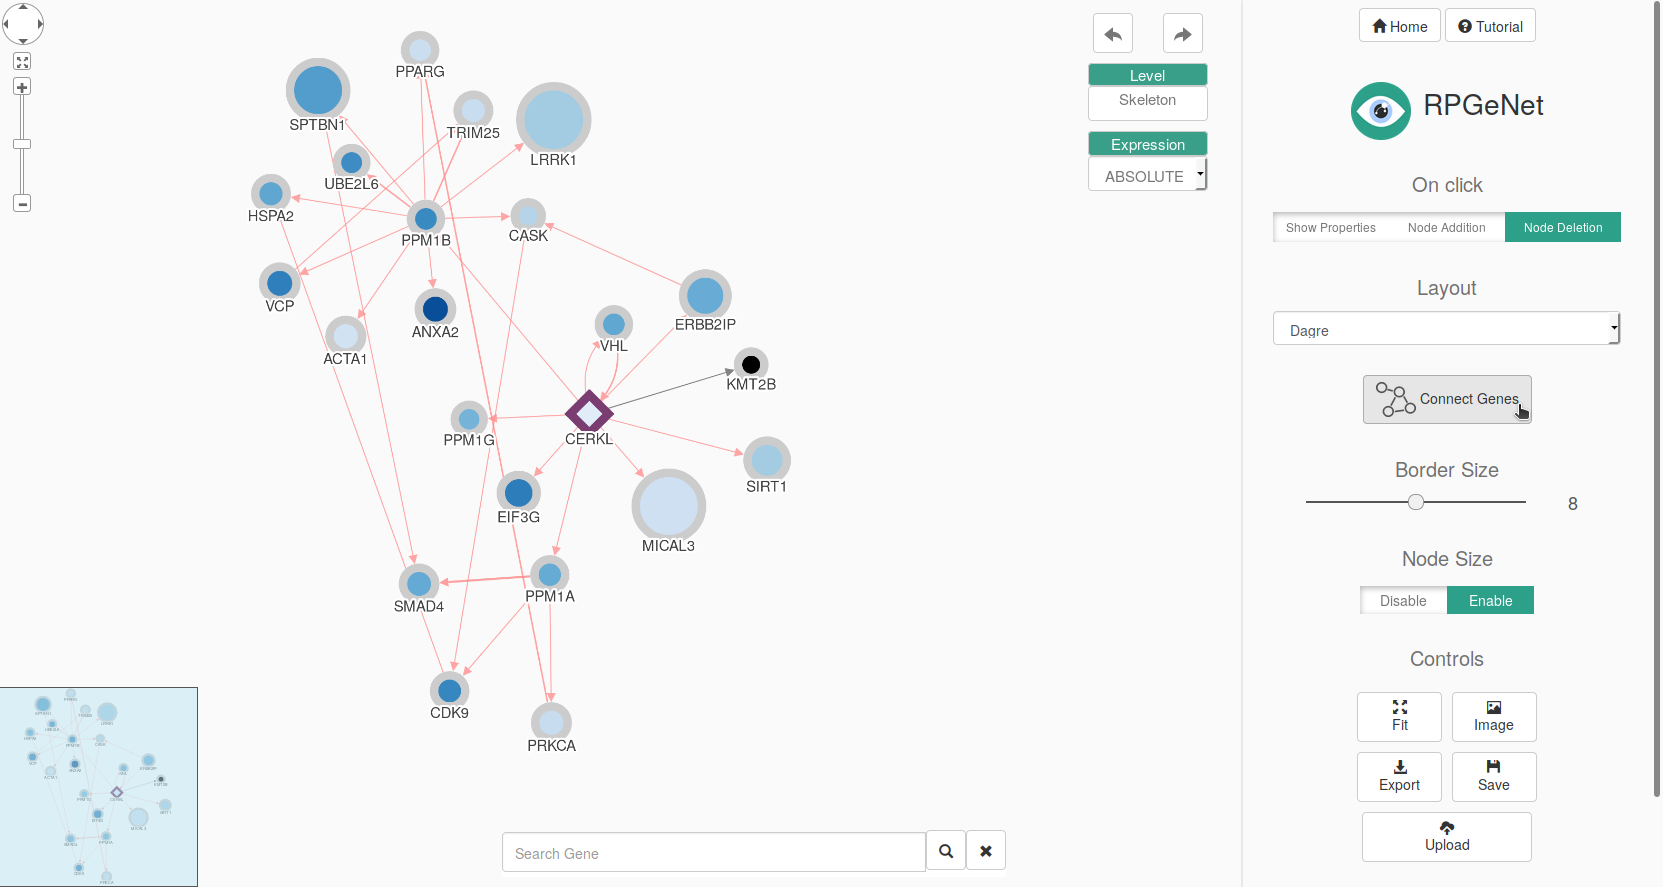 PPARG
SPTBN1
TRIM25
LRRK1
UBE2L6
HSPA2
PPM1B
CASK
VCP
ANXA2
ERBB2IP
ACTA1
VHL
KMT2B
PPM1G
CERKL
SIRT1
EIF3G
MICAL3
SMAD4
PPM1A
CDK9
PRKCA
Level
Skeleton
Expression
ABSOLUTE
Search Gene
Home
Tutorial
RPGeNet
On click
Show Properties
Node Addition
Node Deletion
Layout
Dagre
Connect Genes
Border Size
8
Node Size
Disable
Enable
Controls
Fit
Image
Export
Save
Upload